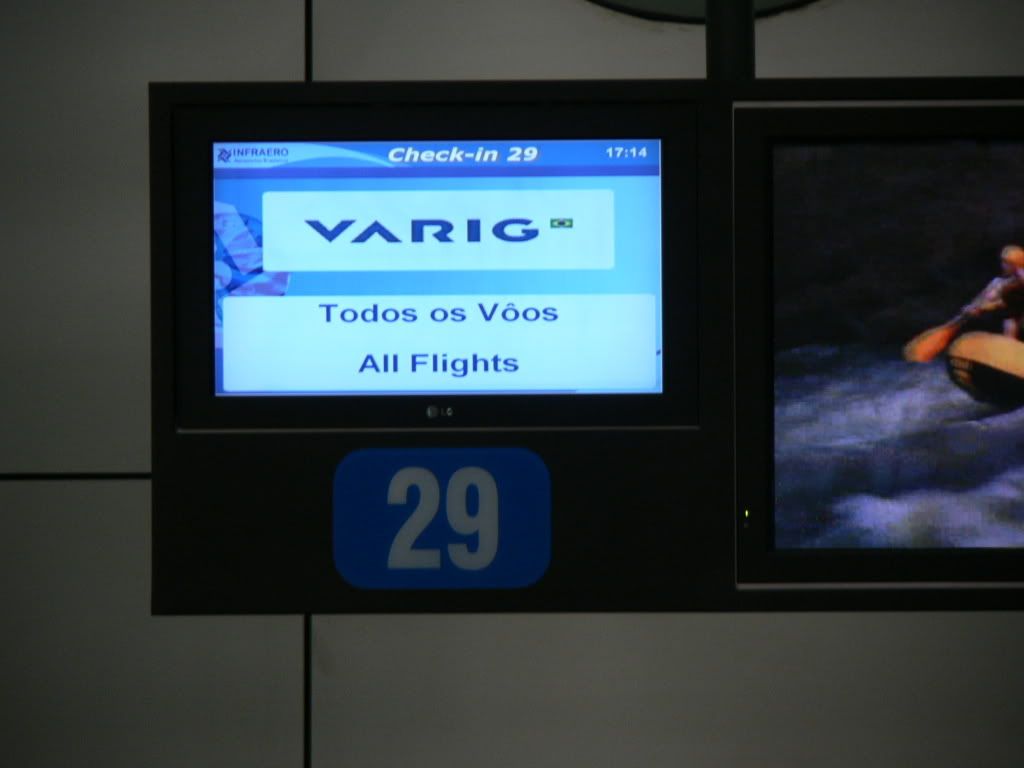 INFRAERO
Check-in 29
17:14
VARIG
Todos os Vôos
All Flights
LG
29